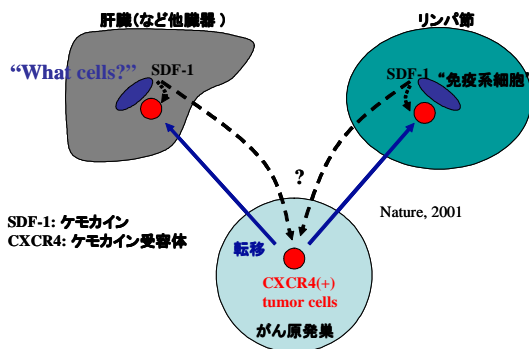 肝臓(など他臓器)
リンパ節
“What cells?”
SDF-1
SDF-1
“免疫系細胞”
?
SDF-1: ケモカイン
CXCR4: ケモカイン受容体
Nature, 2001
転移
CXCR4(+)
tumor cells
がん原発巣